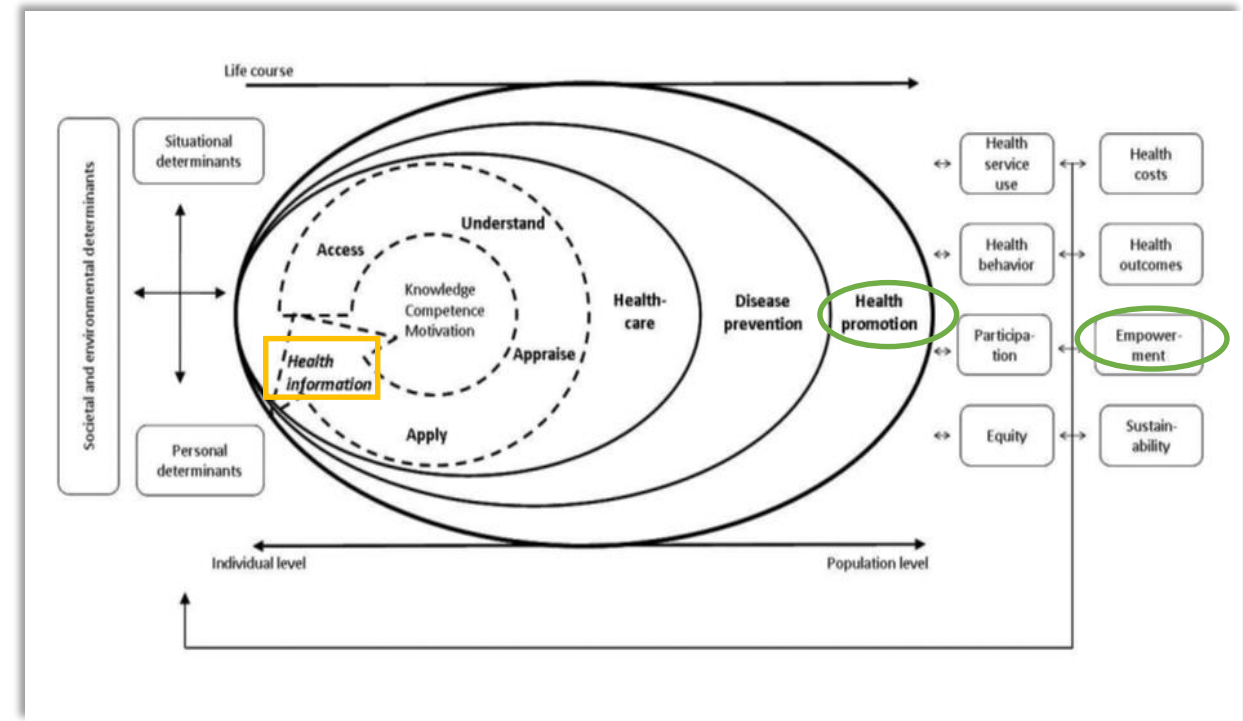 Life course
Societal and environmental determinants
Situational
determinants
Personal
determinants
Access
Understand
Knowledge
Competence
Motivation
Health
information
Appraise
Apply
Health-
care
Disease
prevention
Health
promotion
Health
service
use
Health
costs
Health
behavior
Health
outcomes
Participa-
tion
Empower-
ment
Equity
Sustain-
ability
Individual level
Population level